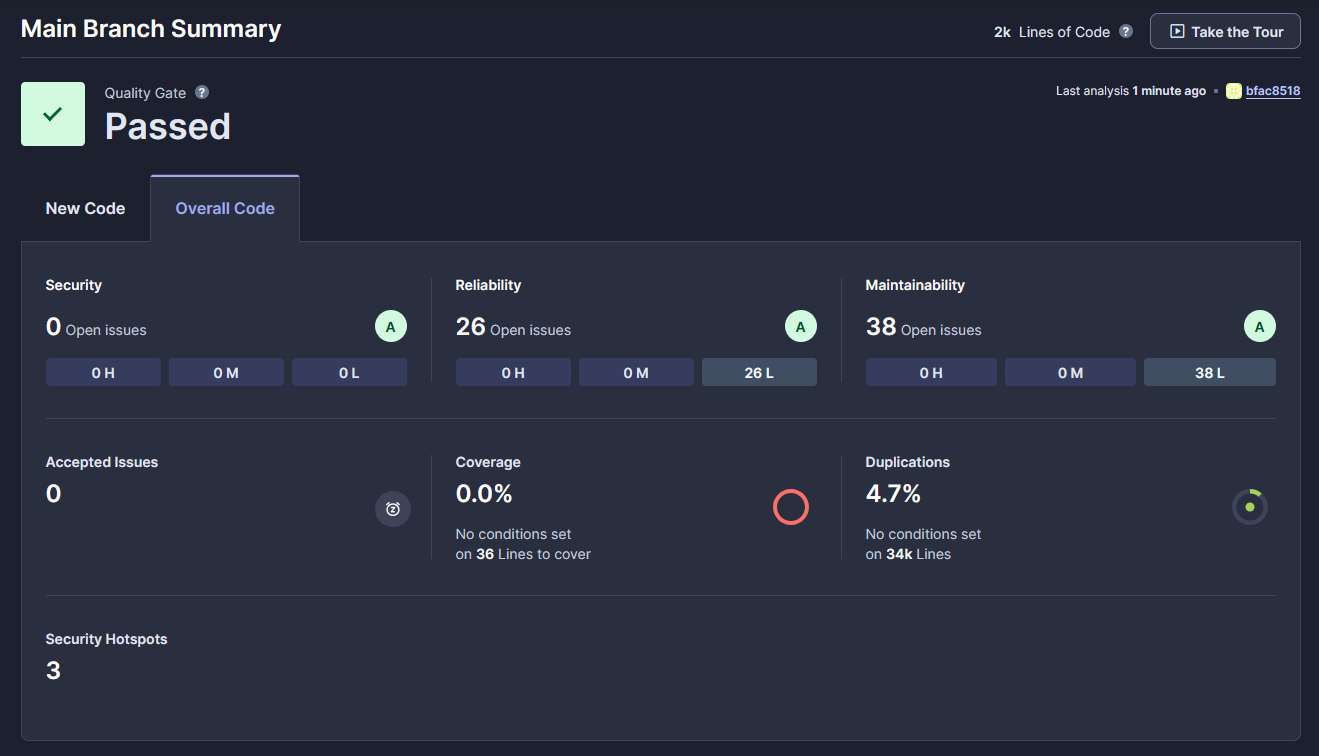 Main Branch Summary
2k Lines of Code ?
Take the Tour
Quality Gate ?
Passed
Last analysis 1 minute ago • bfac8518
New Code
Overall Code
Security
0 Open issues
A
0 H
0 M
0 L
Reliability
26 Open issues
A
0 H
0 M
26 L
Maintainability
38 Open issues
A
0 H
0 M
38 L
Accepted Issues
0
Coverage
0.0%
No conditions set
on 36 Lines to cover
Duplications
4.7%
No conditions set
on 34k Lines
Security Hotspots
3